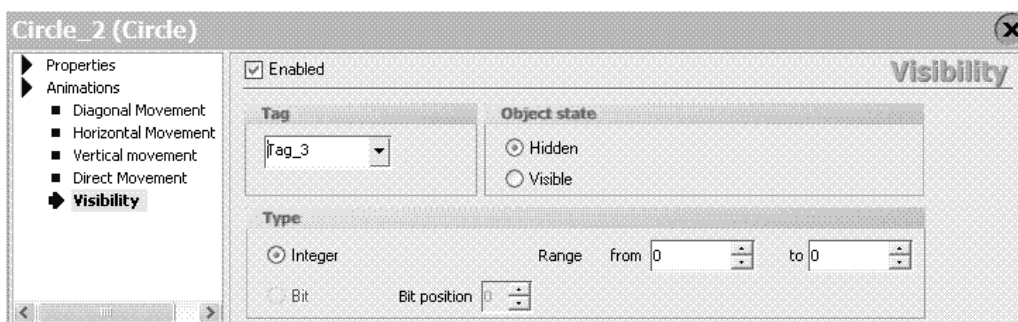 Circle_2 (Circle)
Properties
Animations
Diagonal Movement
Horizontal Movement
Vertical movement
Direct Movement
Visibility
Enabled
Visibility
Tag
Tag_3
Object state
Hidden
Visible
Type
Integer Range from 0 to 0
Bit Bit position 0